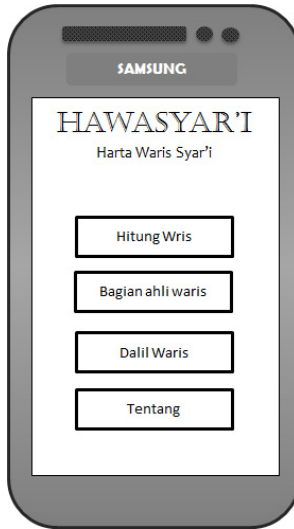 SAMSUNG
HAWASYAR'I
Harta Waris Syar'i
Hitung Wris
Bagian ahli waris
Dalil Waris
Tentang